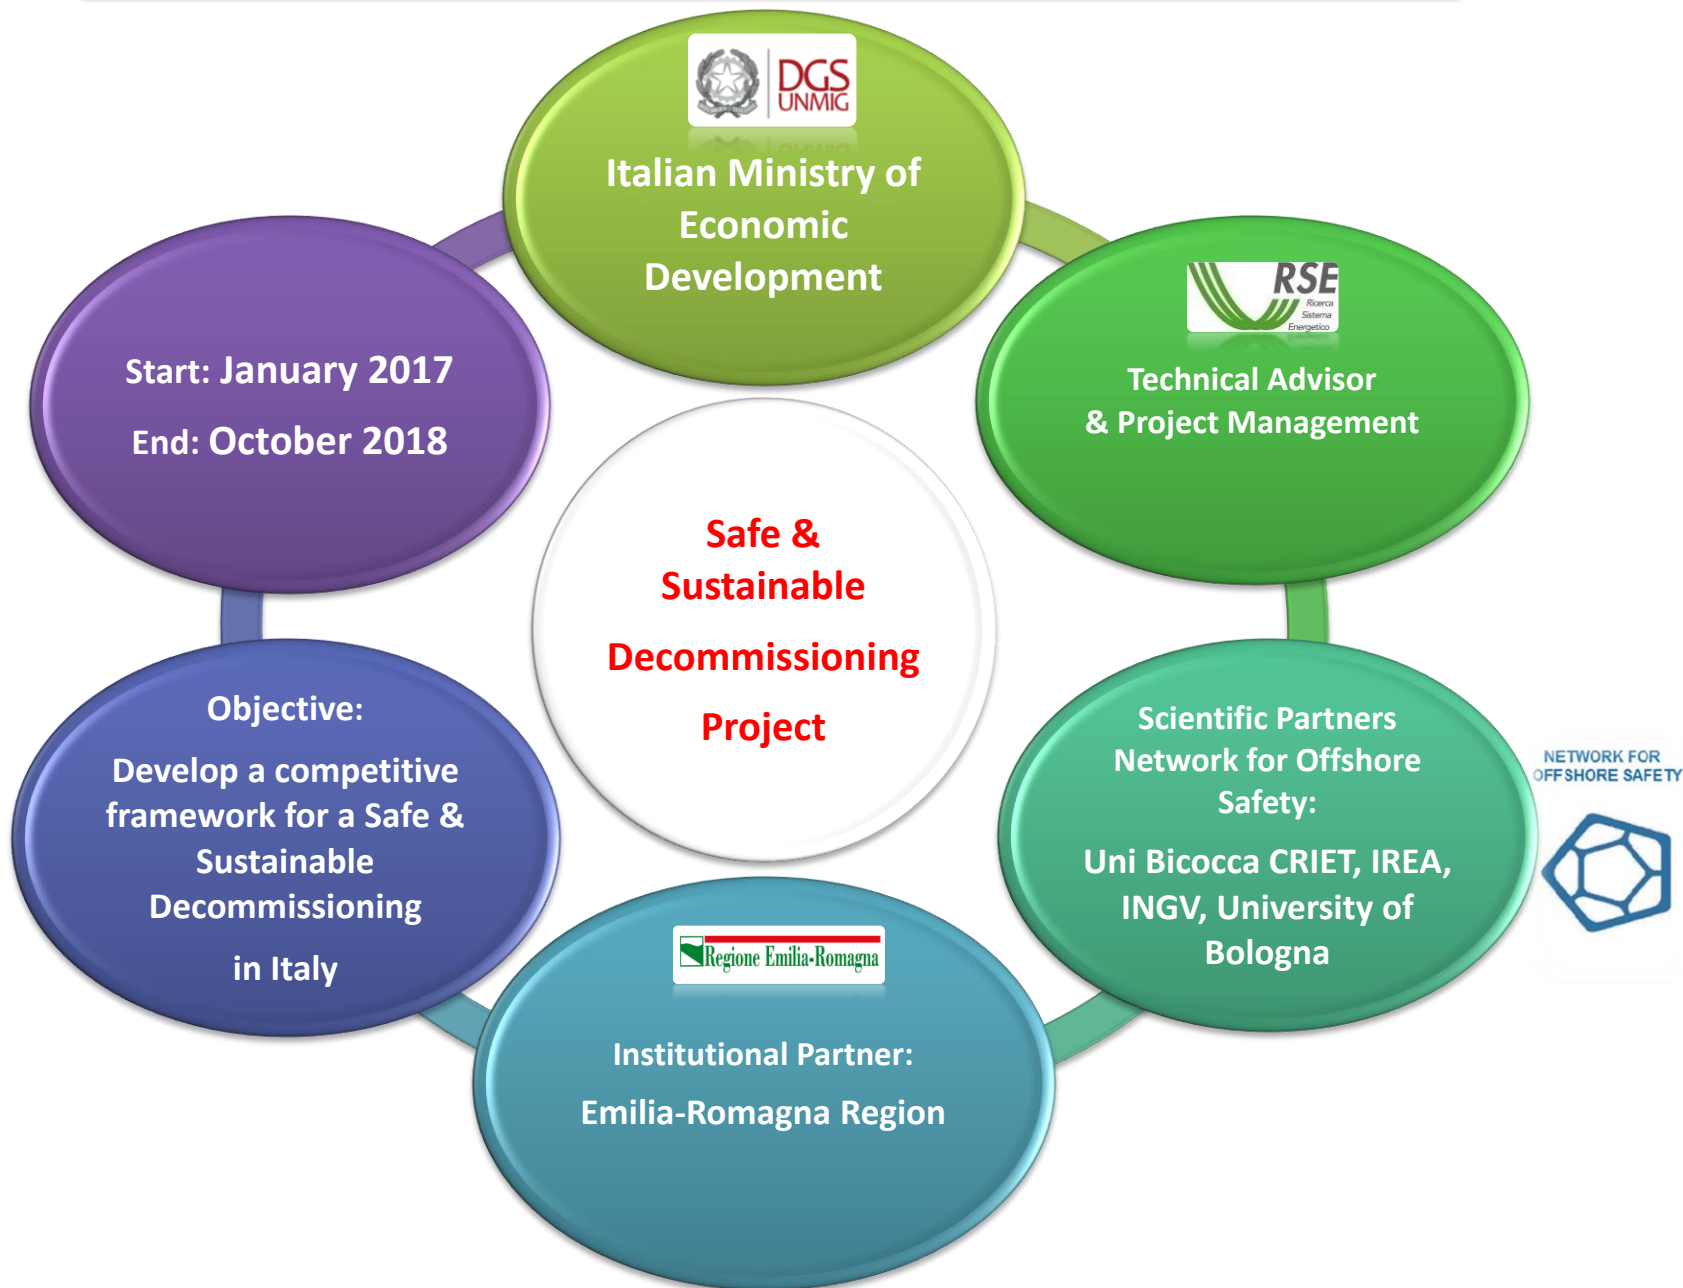 DGS
UNMIG
Italian Ministry of
Economic
Development
RSE
Ricerca
Sistema
Energetico
Technical Advisor
& Project Management
Start: January 2017
End: October 2018
Safe &
Sustainable
Decommissioning
Project
Objective:
Develop a competitive
framework for a Safe &
Sustainable
Decommissioning
in Italy
Scientific Partners
Network for Offshore
Safety:
Uni Bicocca CRIET, IREA,
INGV, University of
Bologna
NETWORK FOR
OFFSHORE SAFETY
Regione Emilia-Romagna
Institutional Partner:
Emilia-Romagna Region